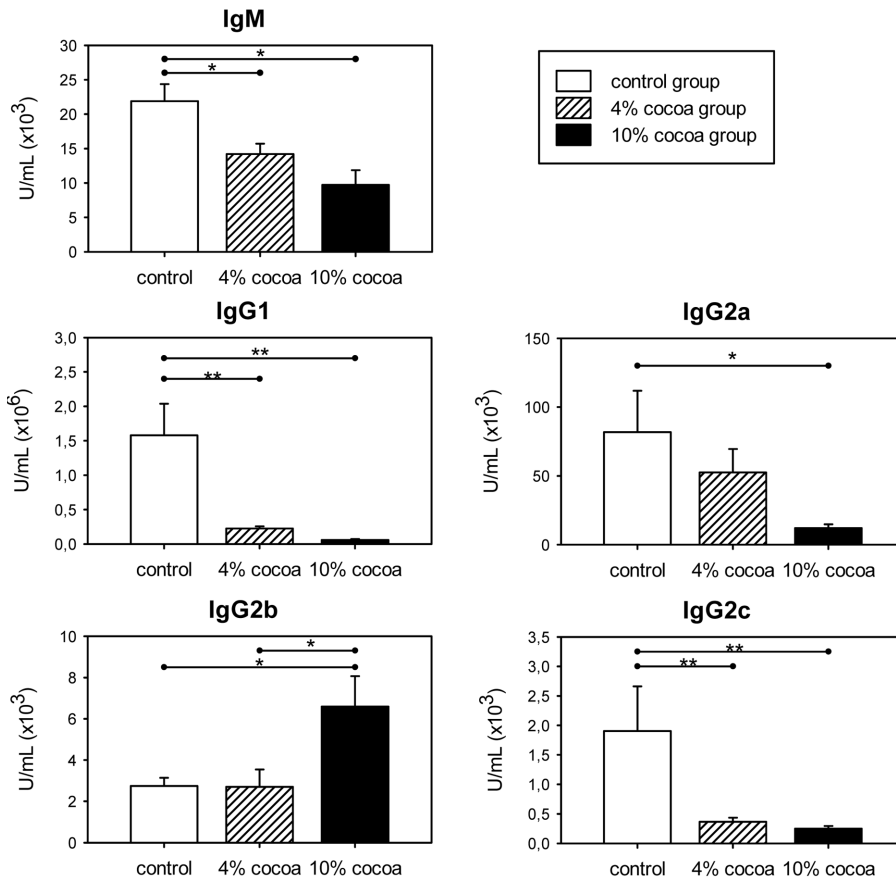 IgM
30
25
20
15
10
5
0
U/mL (x10³)
*
*
control 4% cocoa 10% cocoa
control group
4% cocoa group
10% cocoa group
IgG1
3,0
2,5
2,0
1,5
1,0
0,5
0,0
U/mL (x10⁶)
**
**
control 4% cocoa 10% cocoa
IgG2a
150
100
50
0
U/mL (x10³)
*
control 4% cocoa 10% cocoa
IgG2b
10
8
6
4
2
0
U/mL (x10³)
*
*
control 4% cocoa 10% cocoa
IgG2c
3,5
3,0
2,5
2,0
1,5
1,0
0,5
0,0
U/mL (x10³)
**
**
control 4% cocoa 10% cocoa